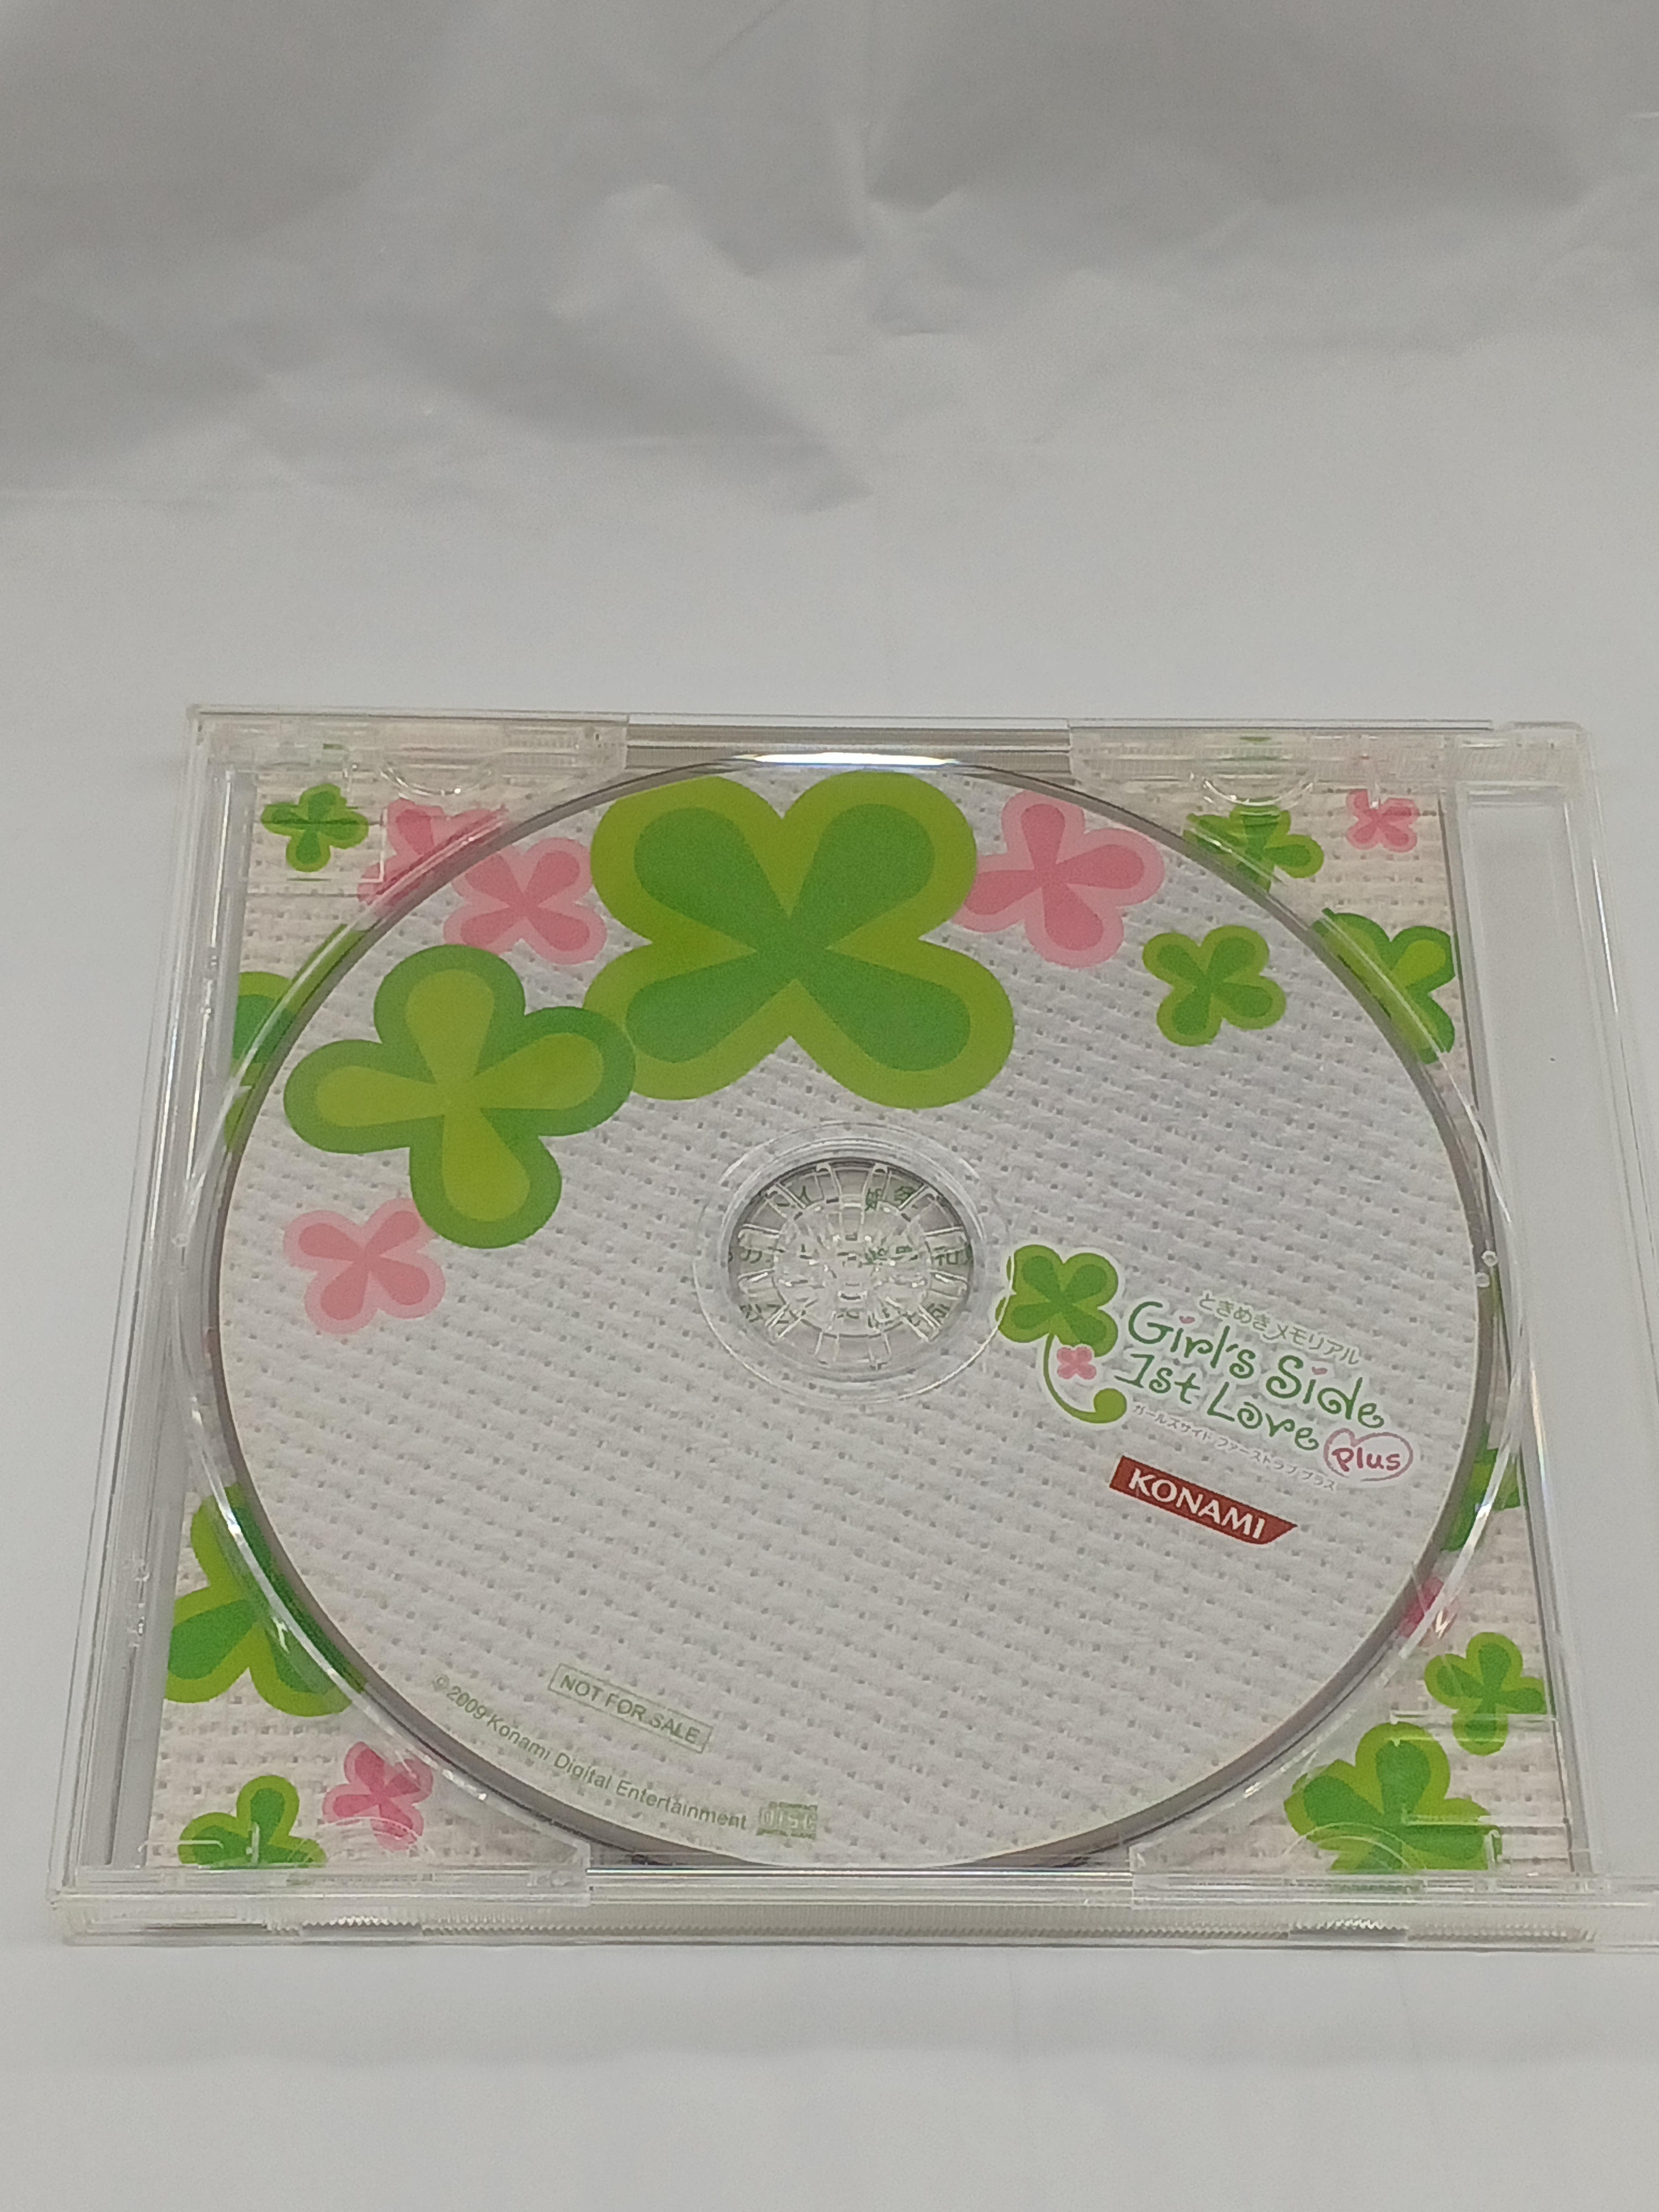 ときめきメモリアル
Girl's Side
1st Love
plus
ガールズサイド ファーストラブ プラス
KONAMI
NOT FOR SALE
© 2009 Konami Digital Entertainment
DISC